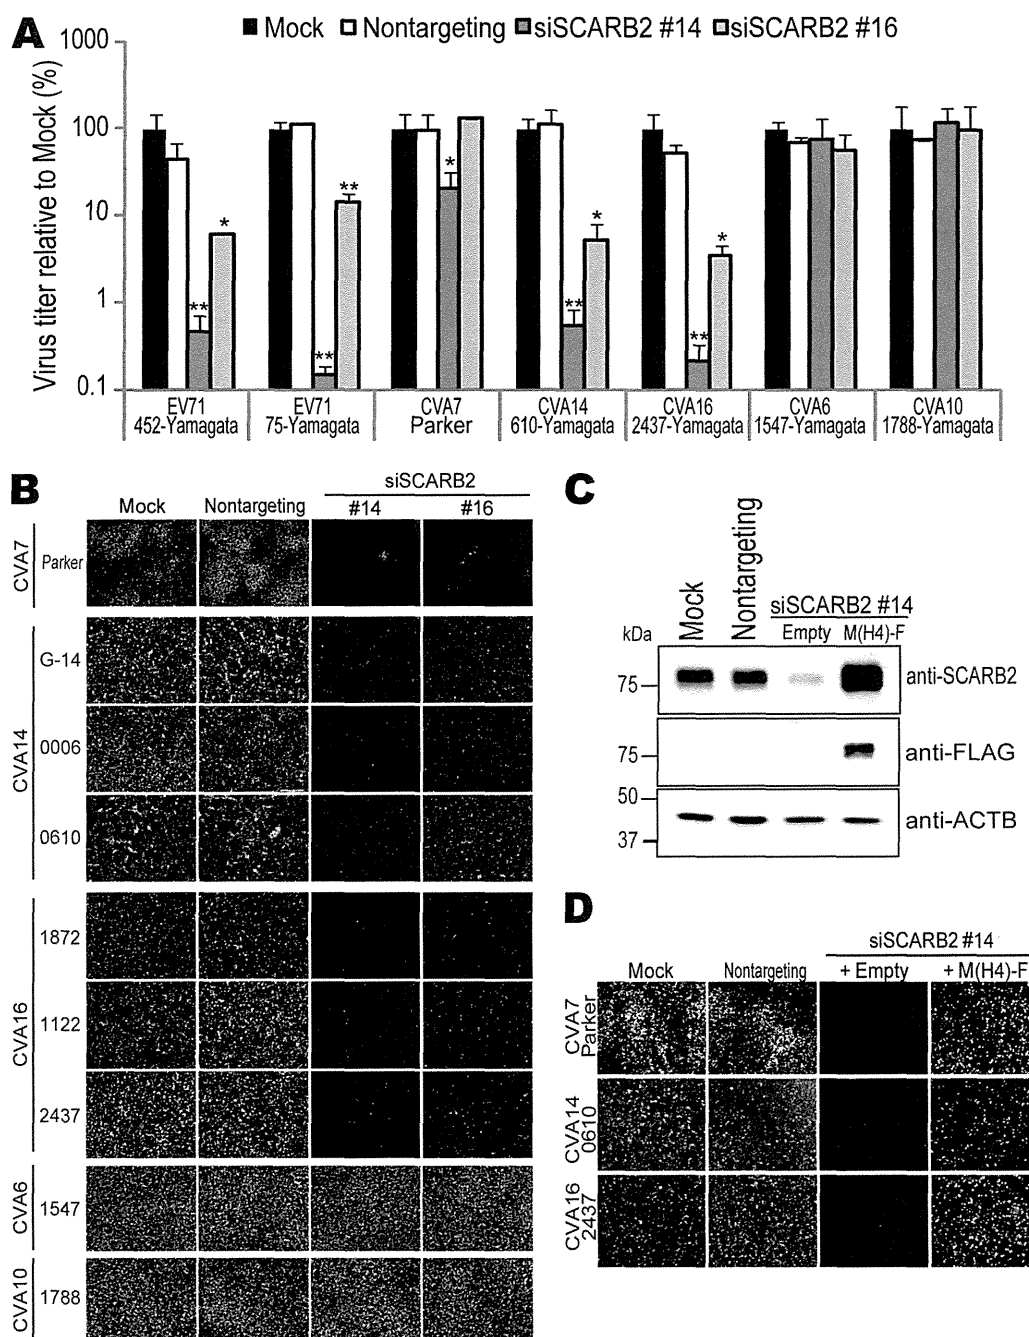 A
Mock Nontargeting siSCARB2 #14 siSCARB2 #16
Virus titer relative to Mock (%)
1000
100
10
1
0.1
** *
** **
*
** *
** *
EV71 452-Yamagata
EV71 75-Yamagata
CVA7 Parker
CVA14 610-Yamagata
CVA16 2437-Yamagata
CVA6 1547-Yamagata
CVA10 1788-Yamagata
B
siSCARB2
Mock Nontargeting #14 #16
CVA7
Parker
CVA14
G-14
0006
0610
CVA16
1872
1122
2437
CVA6
1547
CVA10
1788
C
Mock
Nontargeting
siSCARB2 #14
Empty M(H4)-F
kDa
75
anti-SCARB2
75
anti-FLAG
50
37
anti-ACTB
D
siSCARB2 #14
Mock Nontargeting + Empty + M(H4)-F
CVA7 Parker
CVA14 0610
CVA16 2437